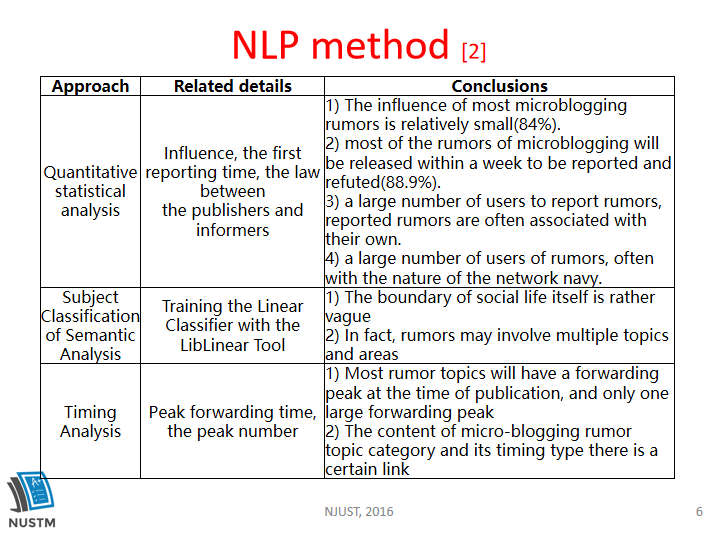 NLP method [2]
Approach
Related details
Conclusions
Quantitative
statistical
analysis
Influence, the first
reporting time, the law
between
the publishers and
informers
1) The influence of most microblogging
rumors is relatively small(84%).
2) most of the rumors of microblogging will
be released within a week to be reported and
refuted(88.9%).
3) a large number of users to report rumors,
reported rumors are often associated with
their own.
4) a large number of users of rumors, often
with the nature of the network navy.
Subject
Classification
of Semantic
Analysis
Training the Linear
Classifier with the
LibLinear Tool
1) The boundary of social life itself is rather
vague
2) In fact, rumors may involve multiple topics
and areas
Timing
Analysis
Peak forwarding time,
the peak number
1) Most rumor topics will have a forwarding
peak at the time of publication, and only one
large forwarding peak
2) The content of micro-blogging rumor
topic category and its timing type there is a
certain link
NUSTM
NJUST, 2016
6